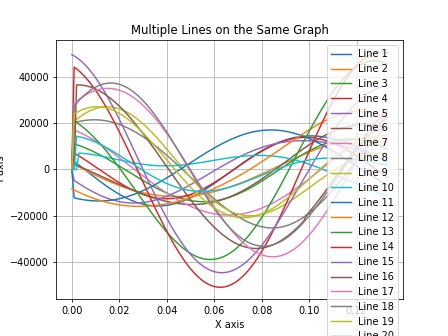 Multiple Lines on the Same Graph
40000
20000
0
−20000
−40000
0.00
0.02
0.04
0.06
0.08
0.10
X axis
Line 1
Line 2
Line 3
Line 4
Line 5
Line 6
Line 7
Line 8
Line 9
Line 10
Line 11
Line 12
Line 13
Line 14
Line 15
Line 16
Line 17
Line 18
Line 19